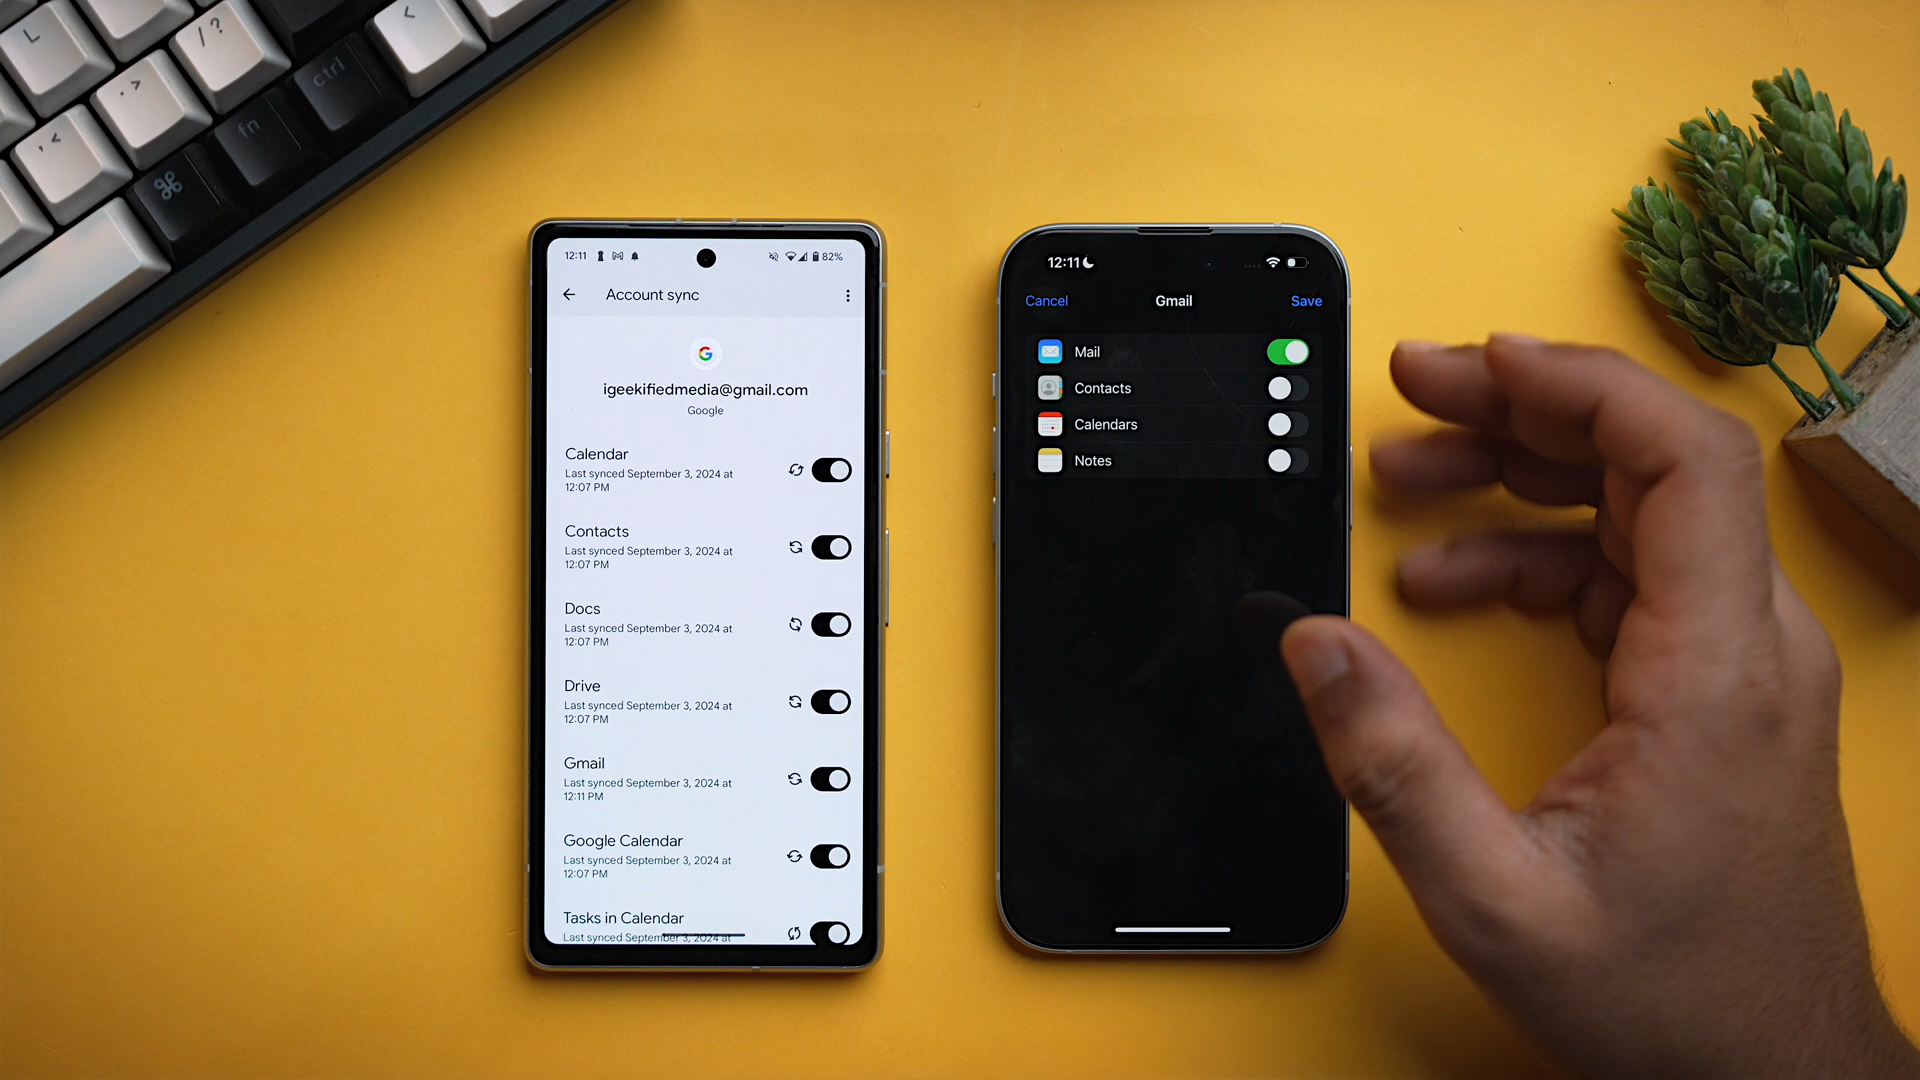 L
/ ?
<
. >
ctrl
, <
fn
⌘
12:11
82%
Account sync
G
igeekifiedmedia@gmail.com
Google
Calendar
Last synced September 3, 2024 at
12:07 PM
Contacts
Last synced September 3, 2024 at
12:07 PM
Docs
Last synced September 3, 2024 at
12:07 PM
Drive
Last synced September 3, 2024 at
12:07 PM
Gmail
Last synced September 3, 2024 at
12:11 PM
Google Calendar
Last synced September 3, 2024 at
12:07 PM
Tasks in Calendar
Last synced September 3, 2024 at
12:11
Cancel
Gmail
Save
Mail
Contacts
Calendars
Notes